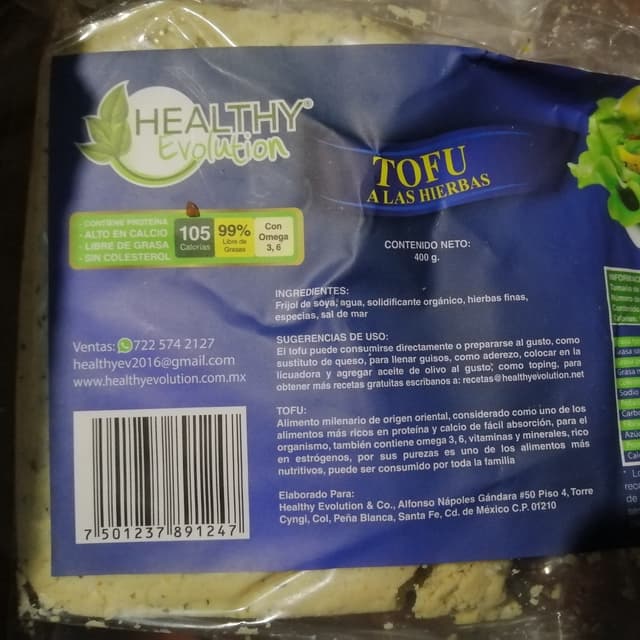 HEALTHY®
Evolution
TOFU
A LAS HIERBAS
- CONTIENE PROTEÍNA
- ALTO EN CALCIO
- LIBRE DE GRASA
- SIN COLESTEROL
105
Calorías
99%
Libre de
Grasas
Con
Omega
3, 6
CONTENIDO NETO:
400 g.
INGREDIENTES:
Frijol de soya, agua, solidificante orgánico, hierbas finas,
especias, sal de mar
SUGERENCIAS DE USO:
El tofu puede consumirse directamente o prepararse al gusto, como
sustituto de queso, para llenar guisos, como aderezo, colocar en la
licuadora y agregar aceite de olivo al gusto; como toping, para
obtener más recetas gratuitas escribanos a: recetas@healthyevolution.net
Ventas: 722 574 2127
healthyev2016@gmail.com
www.healthyevolution.com.mx
TOFU:
Alimento milenario de origen oriental, considerado como uno de los
alimentos más ricos en proteína y calcio de fácil absorción, para el
organismo, también contiene omega 3, 6, vitaminas y minerales, rico
en estrógenos, por sus purezas es uno de los alimentos más
nutritivos, puede ser consumido por toda la familia
Elaborado Para:
Healthy Evolution & Co., Alfonso Nápoles Gándara #50 Piso 4, Torre
Cyngi, Col, Peña Blanca, Santa Fe, Cd. de México C.P. 01210
7 501237 891247
Sodio